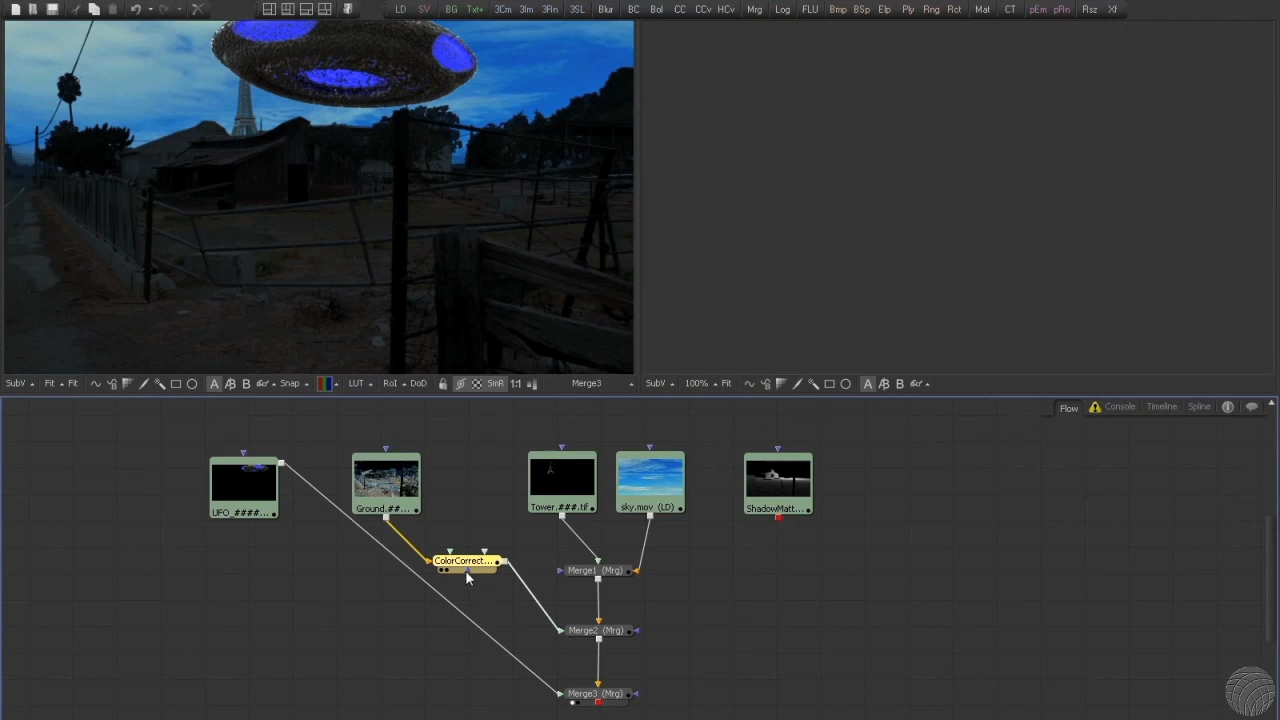 LD SV BG Txt+ 3Cm 3Im 3Rn 3SL Blur BC Bol CC CCv HCv Mrg Log FLU Bmp BSp Elp Ply Rng Rct Mat CT pEm pRn Rsz Xf
SubV Fit Fit A B Snap LUT RoI DoD SmR 1:1 Merge3 SubV 100% Fit A B
Flow Console Timeline Spline
UFO_####... Ground.##... Tower.###.tif sky.mov (LD) ShadowMatt...
ColorCorrect...
Merge1 (Mrg)
Merge2 (Mrg)
Merge3 (Mrg)